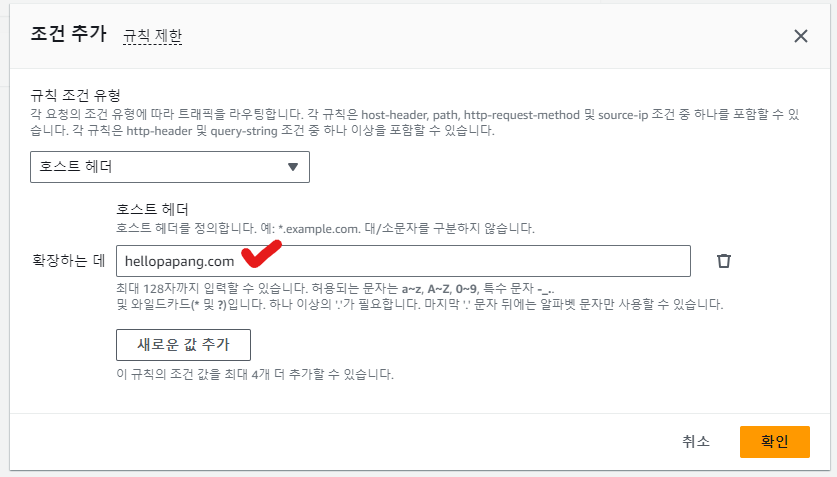 조건 추가 규칙 제한
규칙 조건 유형
각 요청의 조건 유형에 따라 트래픽을 라우팅합니다. 각 규칙은 host-header, path, http-request-method 및 source-ip 조건 중 하나를 포함할 수 있
습니다. 각 규칙은 http-header 및 query-string 조건 중 하나 이상을 포함할 수 있습니다.
호스트 헤더
호스트 헤더
호스트 헤더를 정의합니다. 예: *.example.com. 대/소문자를 구분하지 않습니다.
확장하는 데 hellopapang.com
최대 128자까지 입력할 수 있습니다. 허용되는 문자는 a~z, A~Z, 0~9, 특수 문자 -_..
및 와일드카드(* 및 ?)입니다. 하나 이상의 '.'가 필요합니다. 마지막 '.' 문자 뒤에는 알파벳 문자만 사용할 수 있습니다.
새로운 값 추가
이 규칙의 조건 값을 최대 4개 더 추가할 수 있습니다.
취소 확인